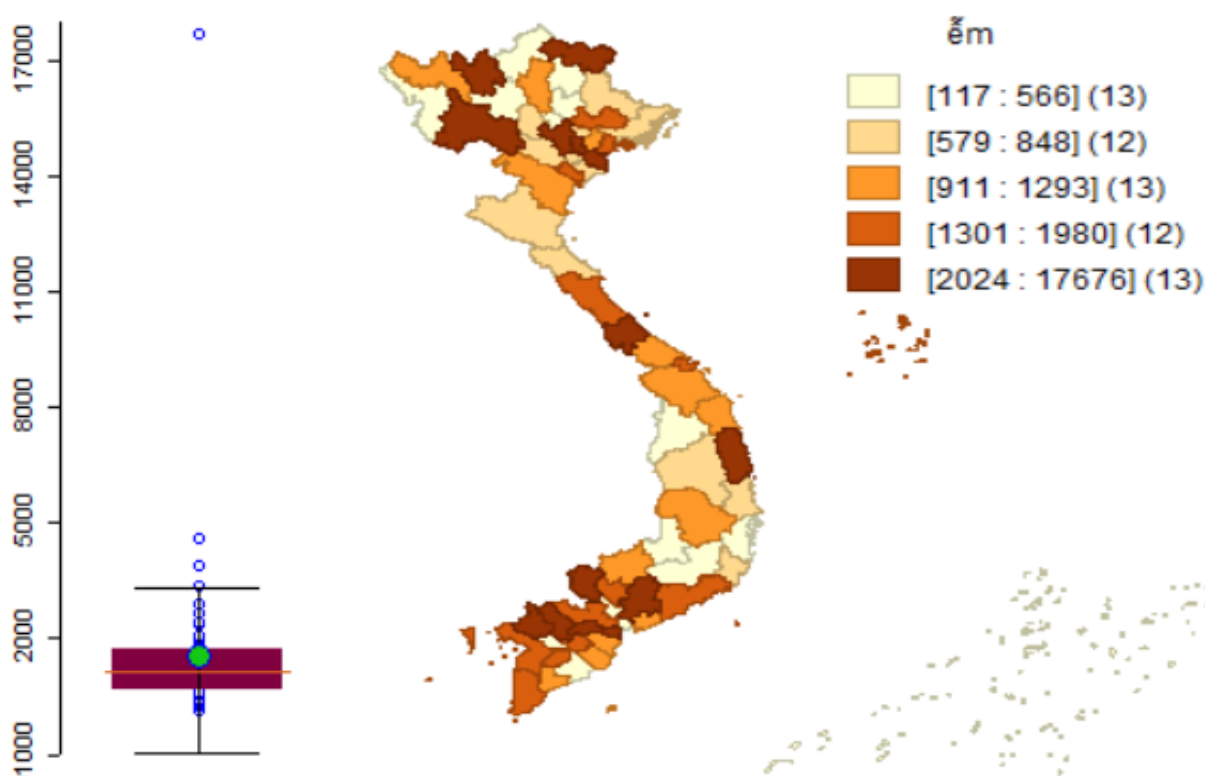 17000
14000
11000
8000
5000
2000
1000
ễm
[117 : 566] (13)
[579 : 848] (12)
[911 : 1293] (13)
[1301 : 1980] (12)
[2024 : 17676] (13)